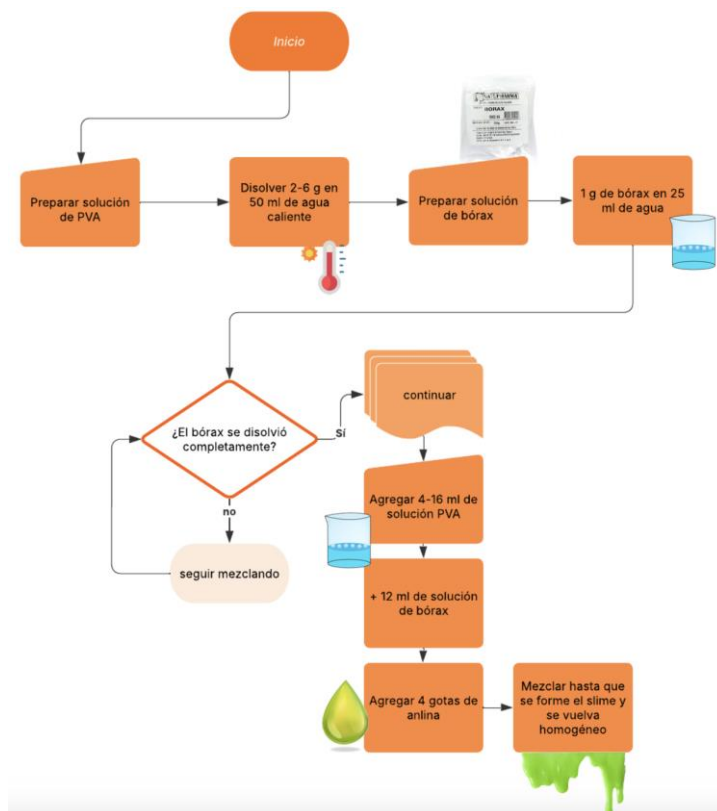 Inicio
Preparar solución
de PVA
Disolver 2-6 g en
50 ml de agua
caliente
BORAX
Preparar solución
de bórax
1 g de bórax en 25
ml de agua
¿El bórax se disolvió
completamente?
Sí
no
seguir mezclando
continuar
Agregar 4-16 ml de
solución PVA
+ 12 ml de solución
de bórax
Agregar 4 gotas de
anlina
Mezclar hasta que
se forme el slime y
se vuelva
homogéneo